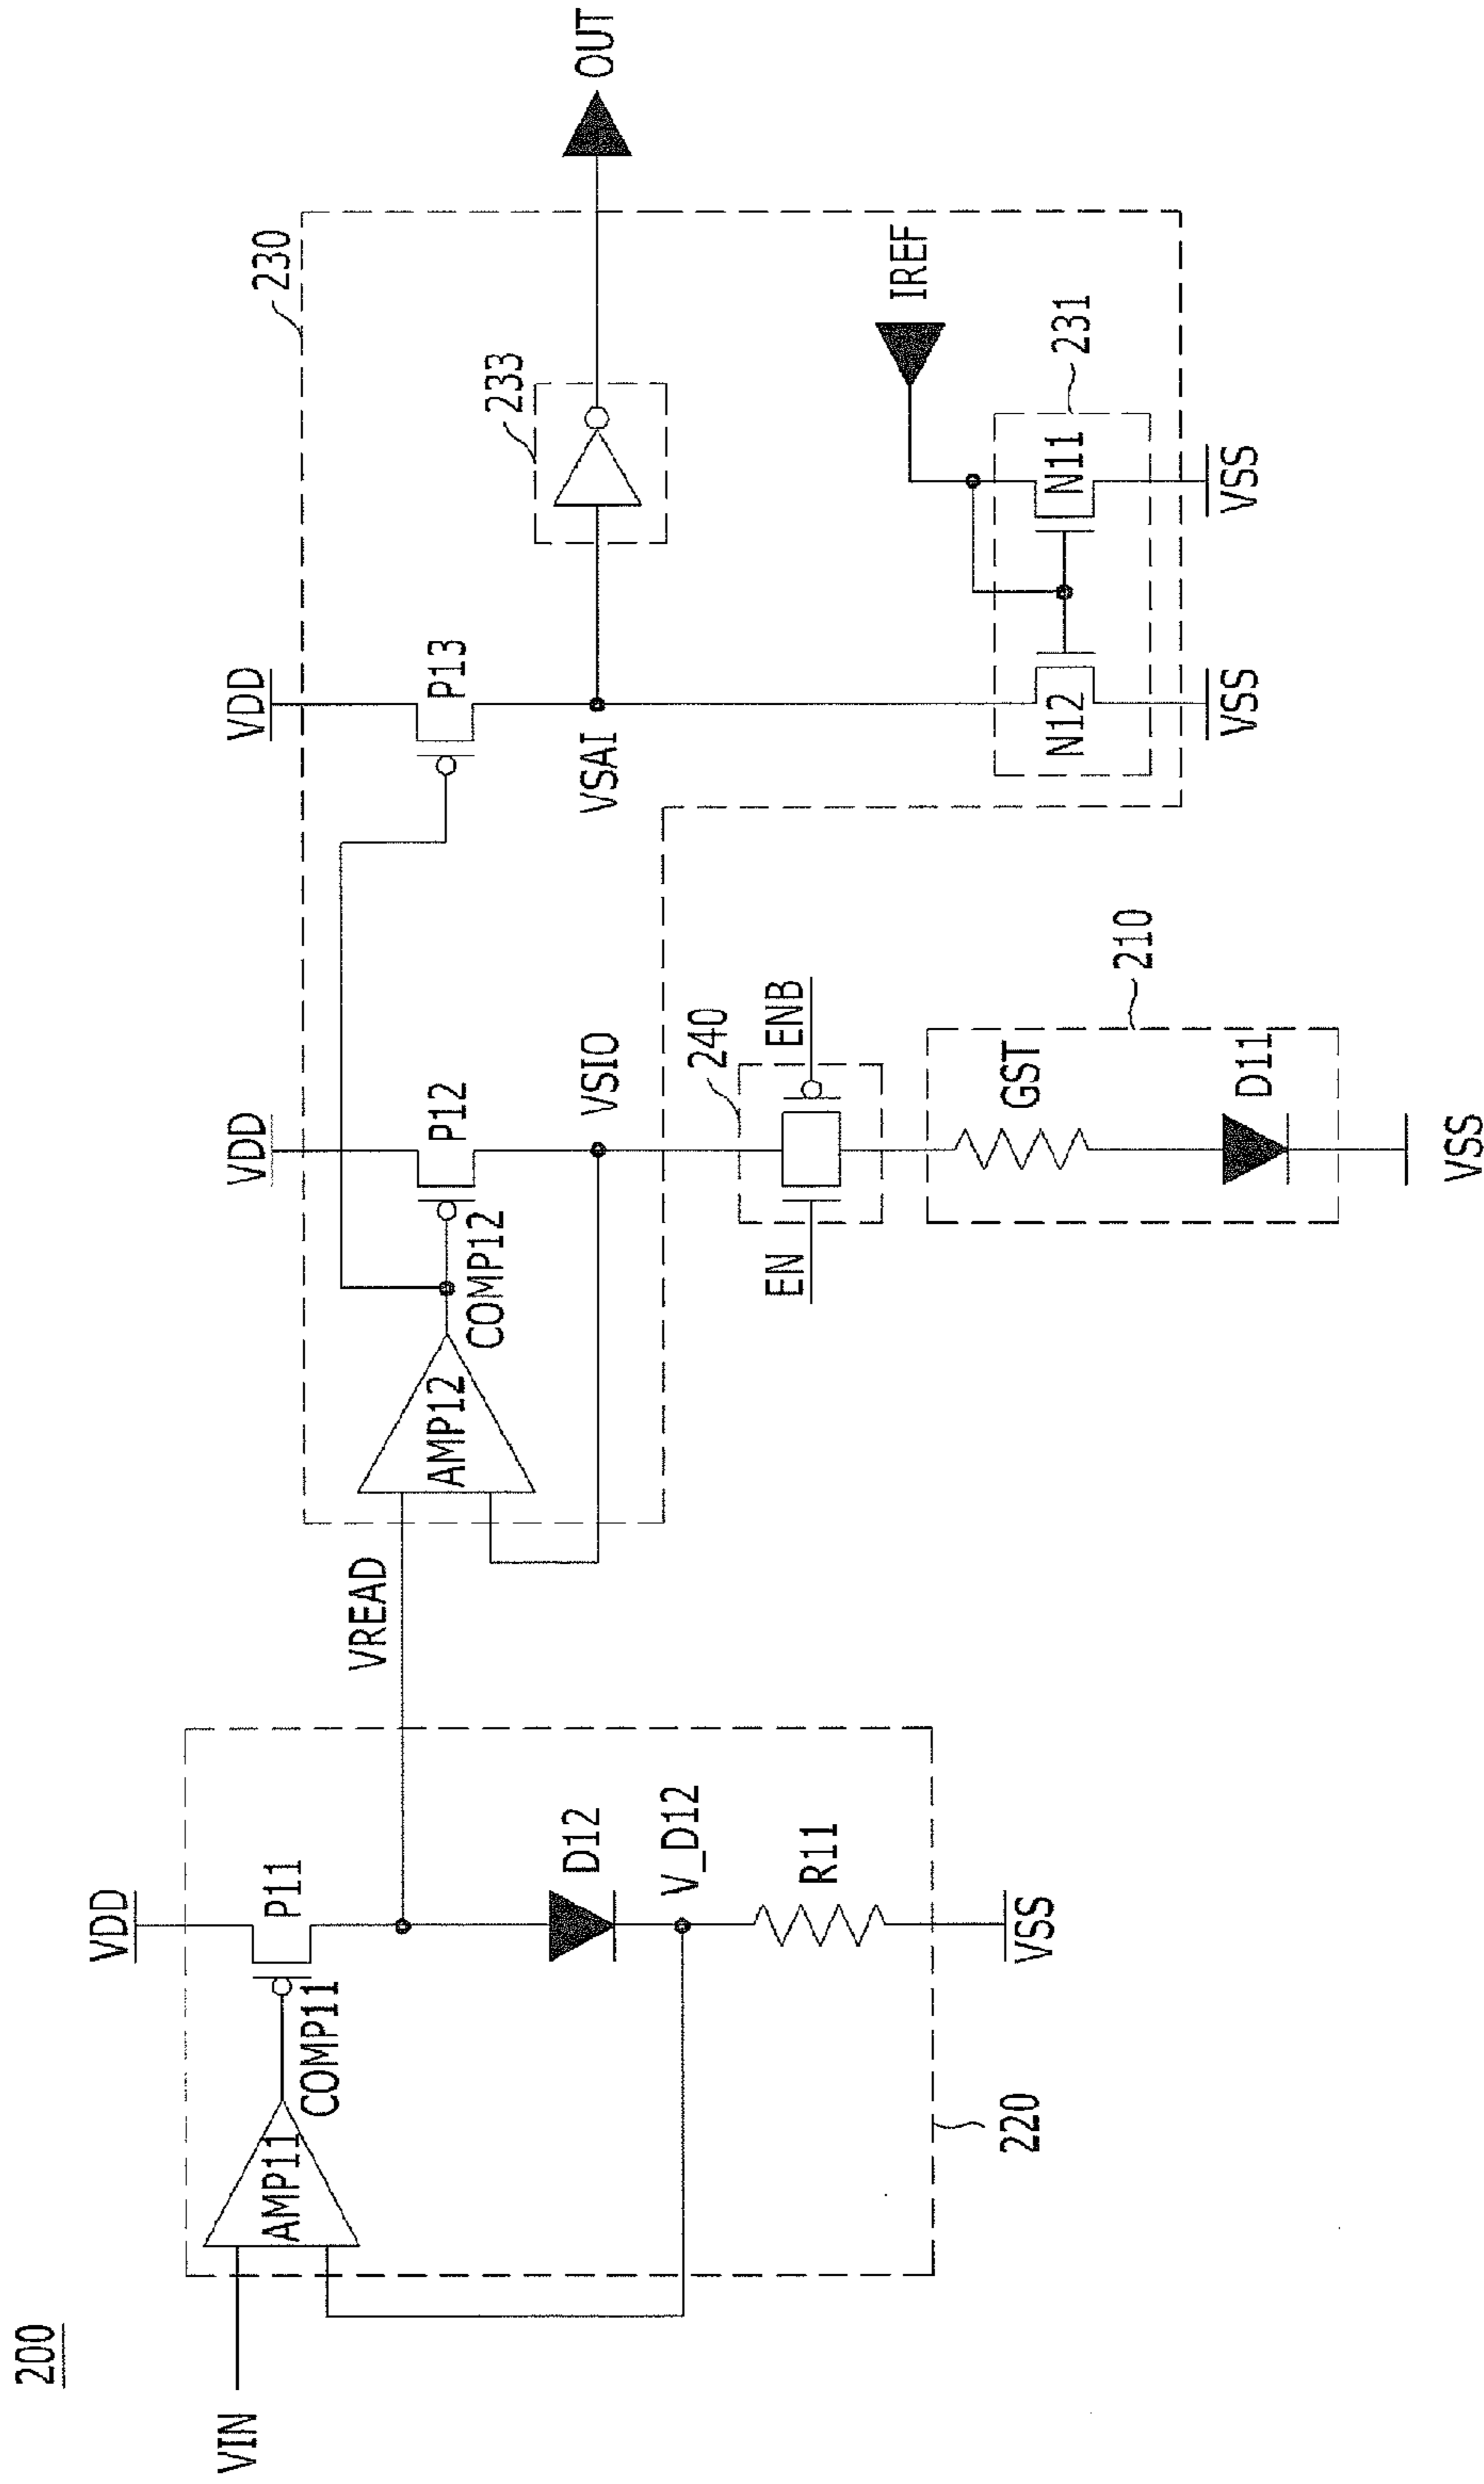 200
VIN
AMP11
COMP11
VDD
P11
D12
V_D12
R11
VSS
220
VREAD
AMP12
COMP12
VDD
P12
VSIO
240
EN
ENB
210
GST
D11
VSS
230
VDD
P13
VSAI
233
OUT
IREF
231
N12
N11
VSS
VSS